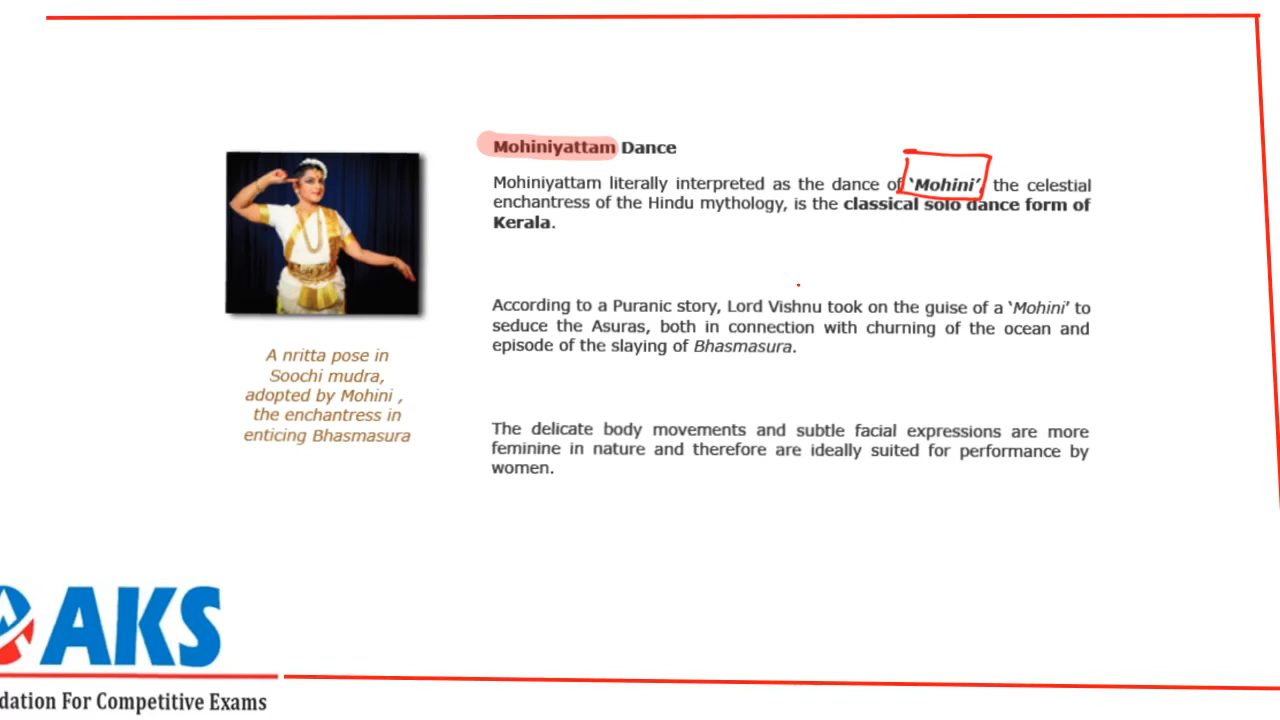 Mohiniyattam Dance
Mohiniyattam literally interpreted as the dance of ‘Mohini’, the celestial
enchantress of the Hindu mythology, is the classical solo dance form of
Kerala.
According to a Puranic story, Lord Vishnu took on the guise of a ‘Mohini’ to
seduce the Asuras, both in connection with churning of the ocean and
episode of the slaying of Bhasmasura.
The delicate body movements and subtle facial expressions are more
feminine in nature and therefore are ideally suited for performance by
women.
A nritta pose in
Soochi mudra,
adopted by Mohini ,
the enchantress in
enticing Bhasmasura
AKS
dation For Competitive Exams